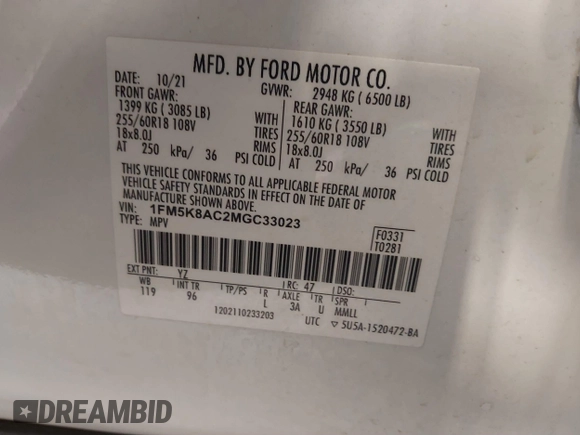 MFD. BY FORD MOTOR CO.
DATE: 10/21 GVWR: 2948 KG ( 6500 LB)
FRONT GAWR: REAR GAWR:
1399 KG ( 3085 LB) WITH 1610 KG ( 3550 LB) WITH
255/60R18 108V TIRES 255/60R18 108V TIRES
18x8.0J RIMS 18x8.0J RIMS
AT 250 kPa/ 36 PSI COLD AT 250 kPa/ 36 PSI COLD
THIS VEHICLE CONFORMS TO ALL APPLICABLE FEDERAL MOTOR
VEHICLE SAFETY STANDARDS IN EFFECT ON THE DATE OF
MANUFACTURE SHOWN ABOVE.
VIN: 1FM5K8AC2MGC33023 F0331
TYPE: MPV T0281
EXT PNT: YZ RC: 47 DSO:
WB INT TR TP/PS R AXLE TR SPR
119 96 L 3A U MMLL
1202110233203 UTC ▽ 5U5A-1520472-BA
DREAMBID